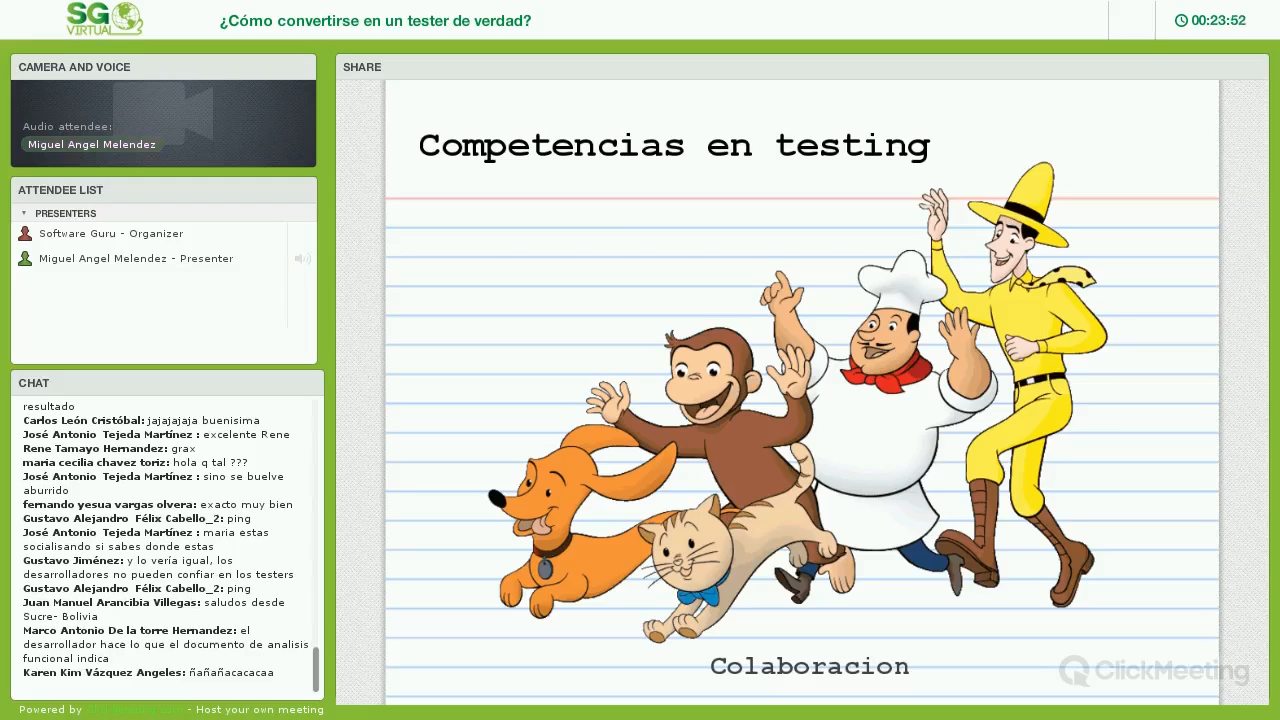 SG
VIRTUAL
¿Cómo convertirse en un tester de verdad?
00:23:52
CAMERA AND VOICE
Audio attendee:
Miguel Angel Melendez
ATTENDEE LIST
PRESENTERS
Software Guru - Organizer
Miguel Angel Melendez - Presenter
CHAT
resultado
Carlos León Cristóbal: jajajajaja buenisima
José Antonio Tejeda Martínez : excelente Rene
Rene Tamayo Hernandez: grax
maria cecilia chavez toriz: hola q tal ???
José Antonio Tejeda Martínez : sino se buelve
aburrido
fernando yesua vargas olvera: exacto muy bien
Gustavo Alejandro Félix Cabello_2: ping
José Antonio Tejeda Martínez : maria estas
socialisando si sabes donde estas
Gustavo Jiménez: y lo vería igual, los
desarrolladores no pueden confiar en los testers
Gustavo Alejandro Félix Cabello_2: ping
Juan Manuel Arancibia Villegas: saludos desde
Sucre- Bolivia
Marco Antonio De la torre Hernandez: el
desarrollador hace lo que el documento de analisis
funcional indica
Karen Kim Vázquez Angeles: ñañañacacacaa
Powered by - Host your own meeting
SHARE
Competencias en testing
Colaboracion
ClickMeeting